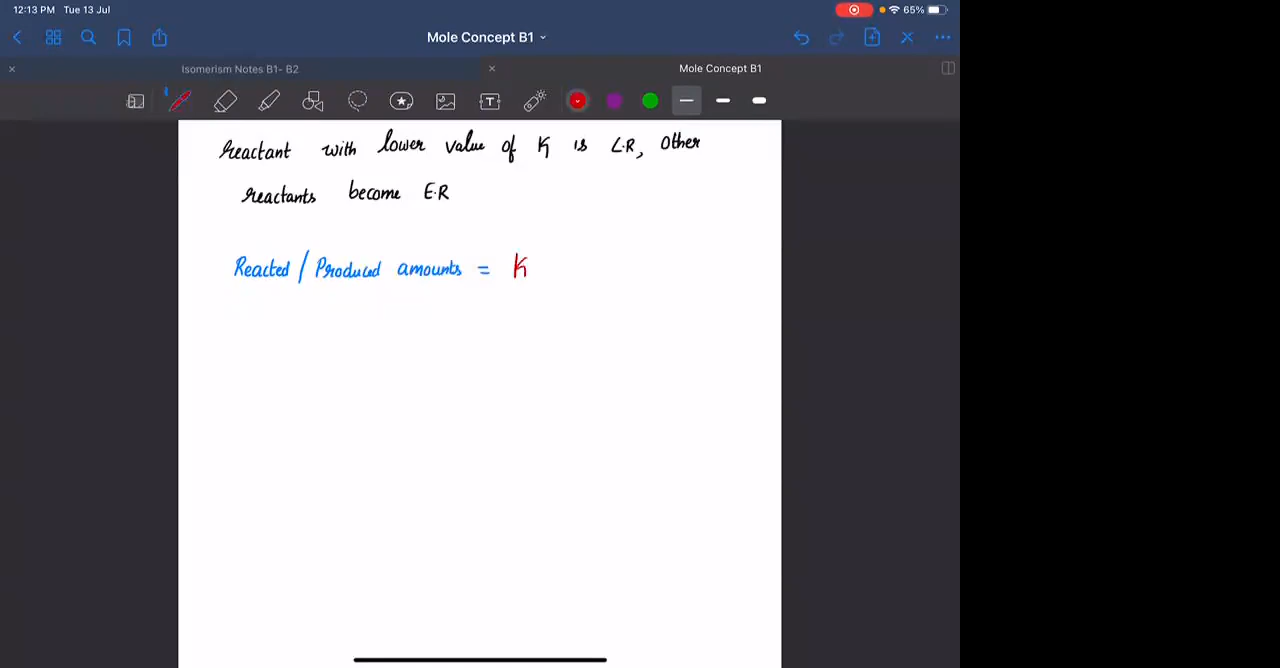 12:13 PM Tue 13 Jul
65%
Mole Concept B1
Isomerism Notes B1- B2
Mole Concept B1
reactant with lower value of K is L.R, Other
reactants become E.R
Reacted / Produced amounts = K